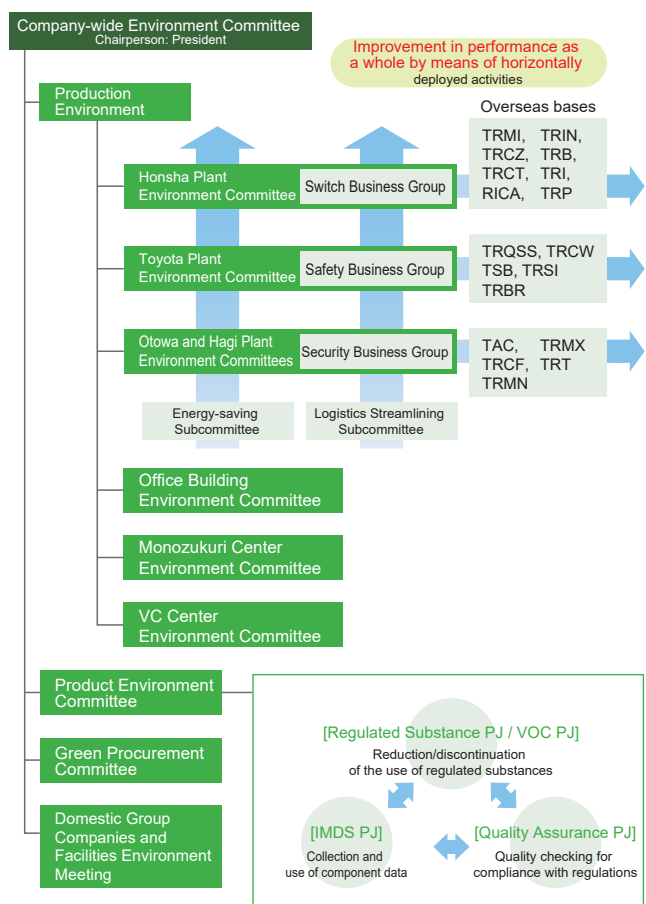 Company-wide Environment Committee
Chairperson: President
Improvement in performance as
a whole by means of horizontally
deployed activities
Production
Environment
Overseas bases
Honsha Plant
Environment Committee
Switch Business Group
TRMI, TRIN,
TRCZ, TRB,
TRCT, TRI,
RICA, TRP
Toyota Plant
Environment Committee
Safety Business Group
TRQSS, TRCW
TSB, TRSI
TRBR
Otowa and Hagi Plant
Environment Committees
Security Business Group
TAC, TRMX
TRCF, TRT
TRMN
Energy-saving
Subcommittee
Logistics Streamlining
Subcommittee
Office Building
Environment Committee
Monozukuri Center
Environment Committee
VC Center
Environment Committee
Product Environment
Committee
Green Procurement
Committee
Domestic Group
Companies and
Facilities Environment
Meeting
[Regulated Substance PJ / VOC PJ]
Reduction/discontinuation
of the use of regulated substances
[IMDS PJ]
Collection and
use of component data
[Quality Assurance PJ]
Quality checking for
compliance with regulations